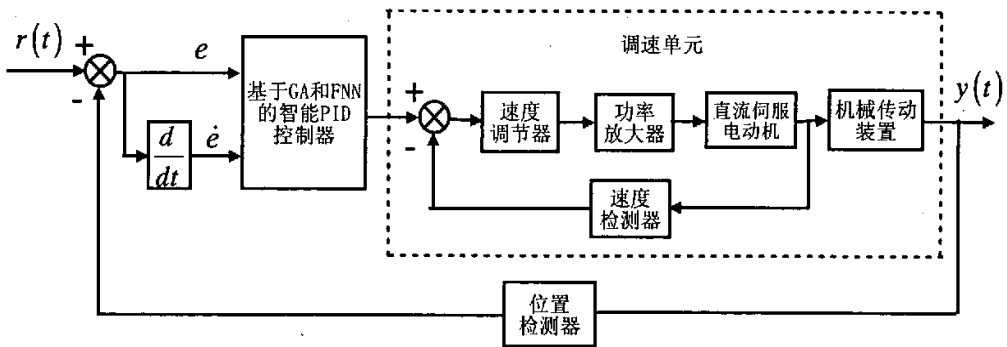 调速单元
r(t)
+
-
e
d
dt
ė
基于GA和FNN
的智能PID
控制器
+
-
速度
调节器
功率
放大器
直流伺服
电动机
机械传动
装置
y(t)
速度
检测器
位置
检测器